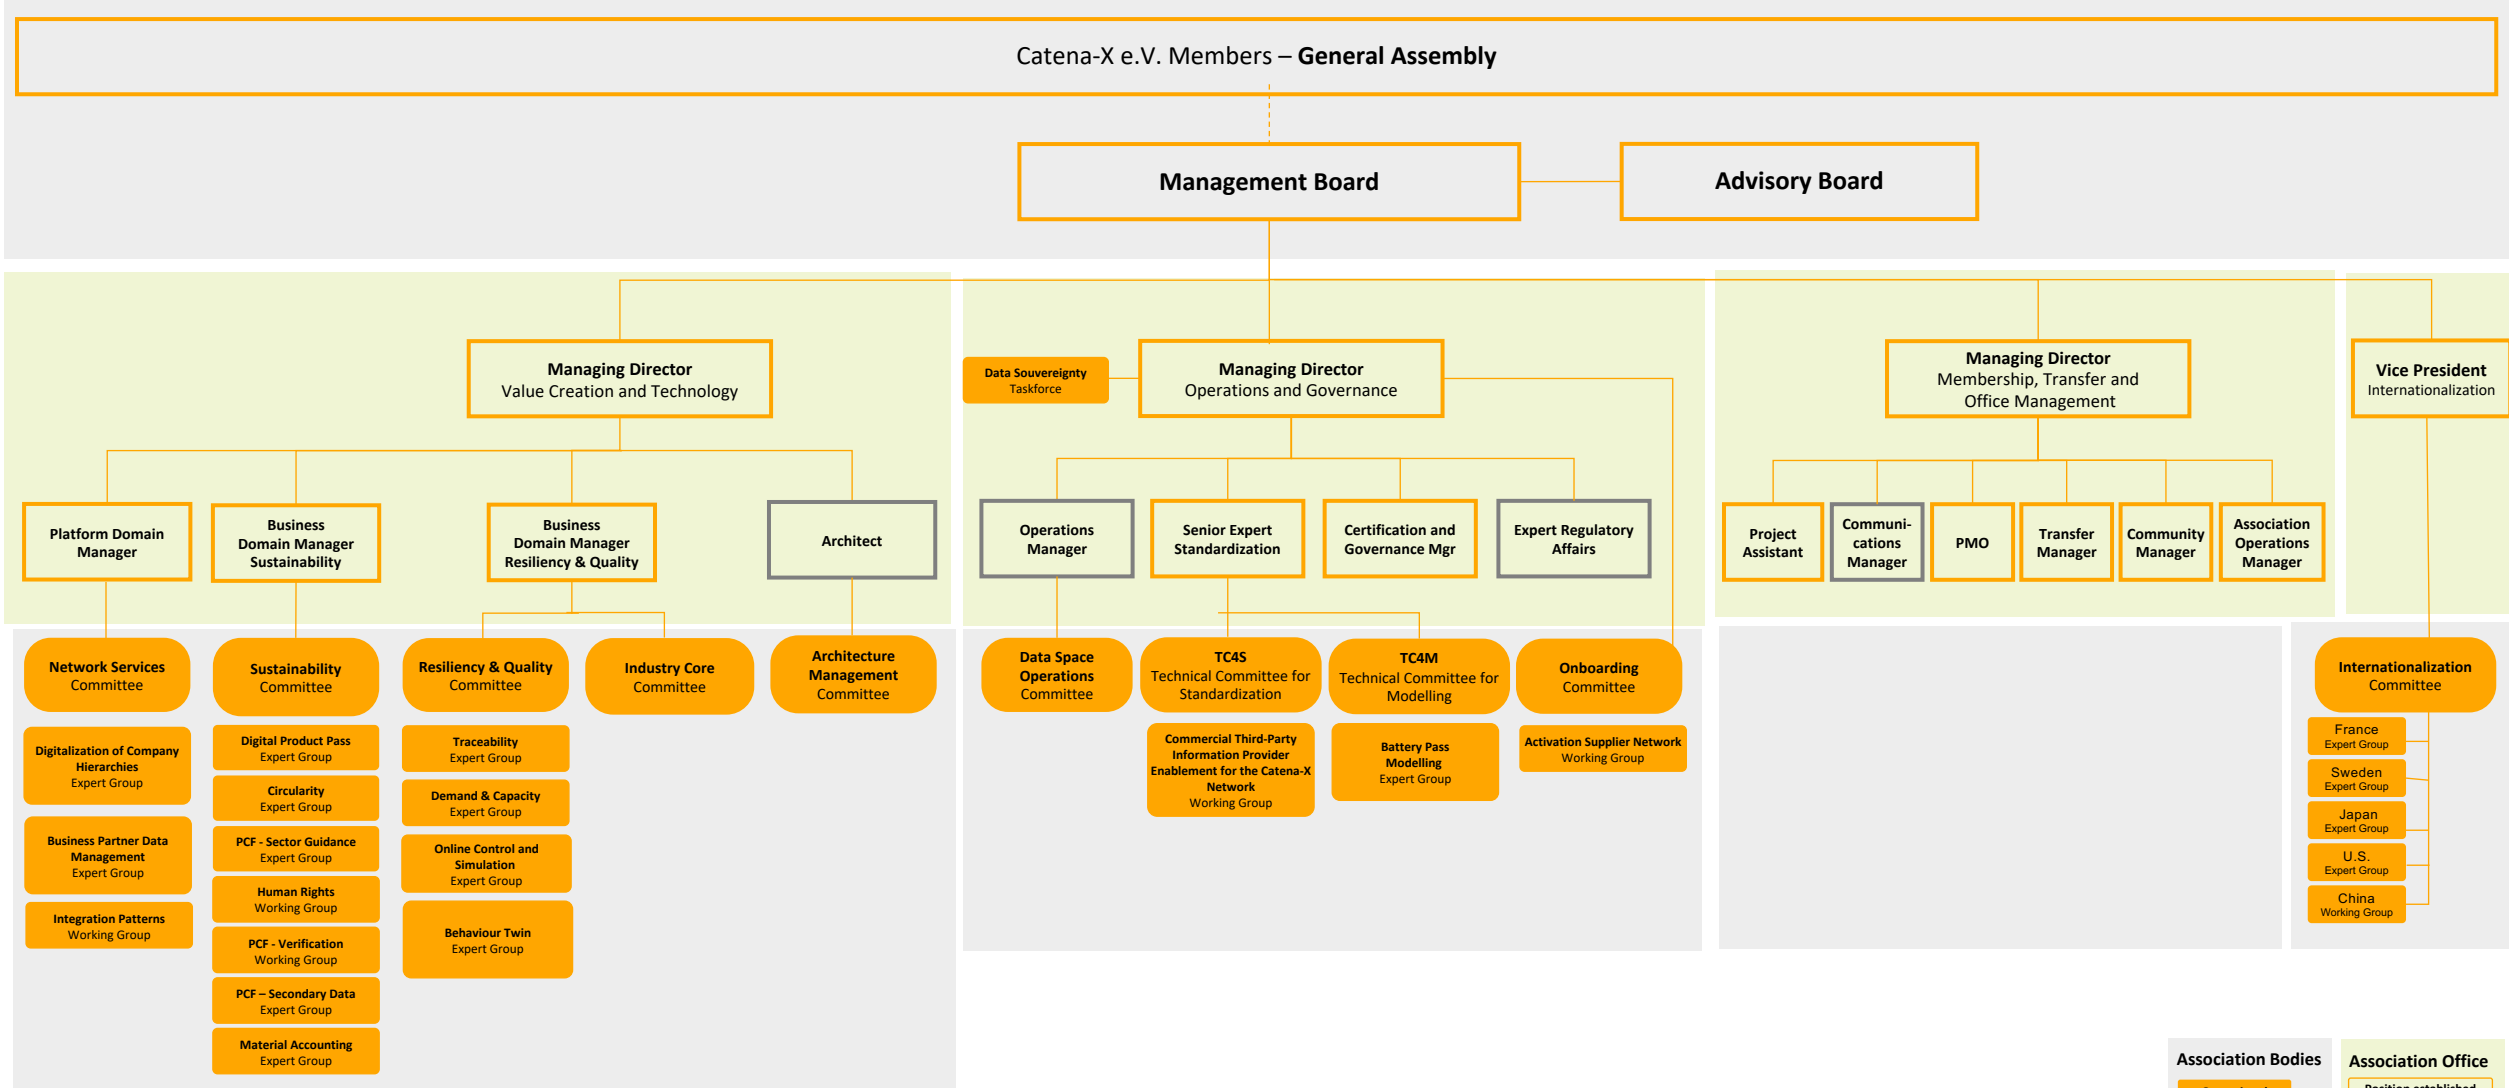 Catena-X e.V. Members – General Assembly
Management Board
Advisory Board
Managing Director
Value Creation and Technology
Data Souvereignty
Taskforce
Managing Director
Operations and Governance
Managing Director
Membership, Transfer and
Office Management
Vice President
Internationalization
Platform Domain
Manager
Business
Domain Manager
Sustainability
Business
Domain Manager
Resiliency & Quality
Architect
Operations
Manager
Senior Expert
Standardization
Certification and
Governance Mgr
Expert Regulatory
Affairs
Project
Assistant
Communi-
cations
Manager
PMO
Transfer
Manager
Community
Manager
Association
Operations
Manager
Network Services
Committee
Sustainability
Committee
Resiliency & Quality
Committee
Industry Core
Committee
Architecture
Management
Committee
Data Space
Operations
Committee
TC4S
Technical Committee for
Standardization
TC4M
Technical Committee for
Modelling
Onboarding
Committee
Internationalization
Committee
Digitalization of Company
Hierarchies
Expert Group
Business Partner Data
Management
Expert Group
Integration Patterns
Working Group
Digital Product Pass
Expert Group
Circularity
Expert Group
PCF - Sector Guidance
Expert Group
Human Rights
Working Group
PCF - Verification
Working Group
PCF – Secondary Data
Expert Group
Material Accounting
Expert Group
Traceability
Expert Group
Demand & Capacity
Expert Group
Online Control and
Simulation
Expert Group
Behaviour Twin
Expert Group
Commercial Third-Party
Information Provider
Enablement for the Catena-X
Network
Working Group
Battery Pass
Modelling
Expert Group
Activation Supplier Network
Working Group
France
Expert Group
Sweden
Expert Group
Japan
Expert Group
U.S.
Expert Group
China
Working Group
Association Bodies
Association Office
Position established